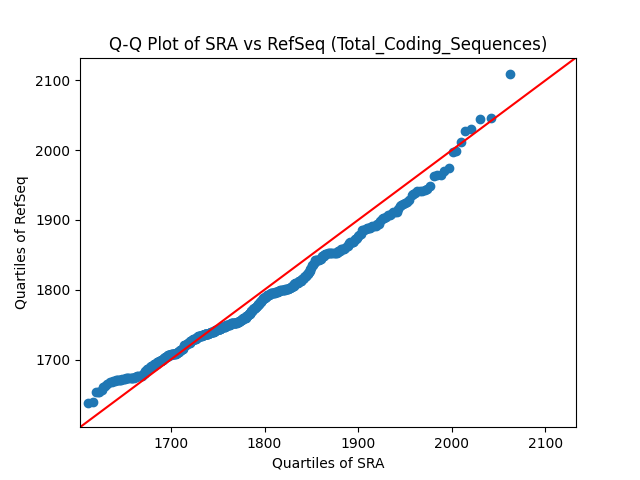 Q-Q Plot of SRA vs RefSeq (Total_Coding_Sequences)
2100
2000
1900
1800
1700
Quartiles of RefSeq
1700 1800 1900 2000 2100
Quartiles of SRA